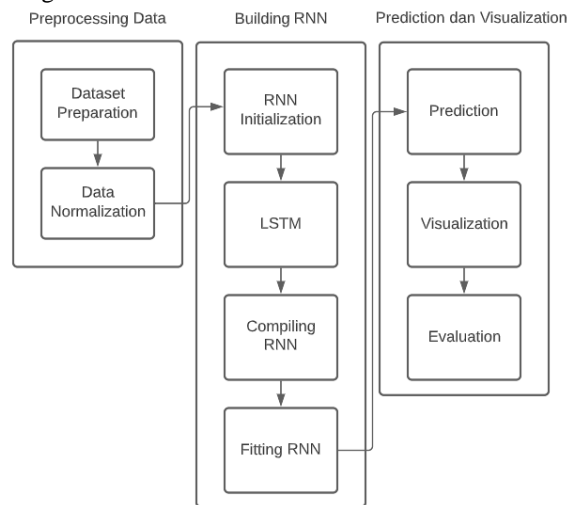 Preprocessing Data
Dataset
Preparation
Data
Normalization
Building RNN
RNN
Initialization
LSTM
Compiling
RNN
Fitting RNN
Prediction dan Visualization
Prediction
Visualization
Evaluation